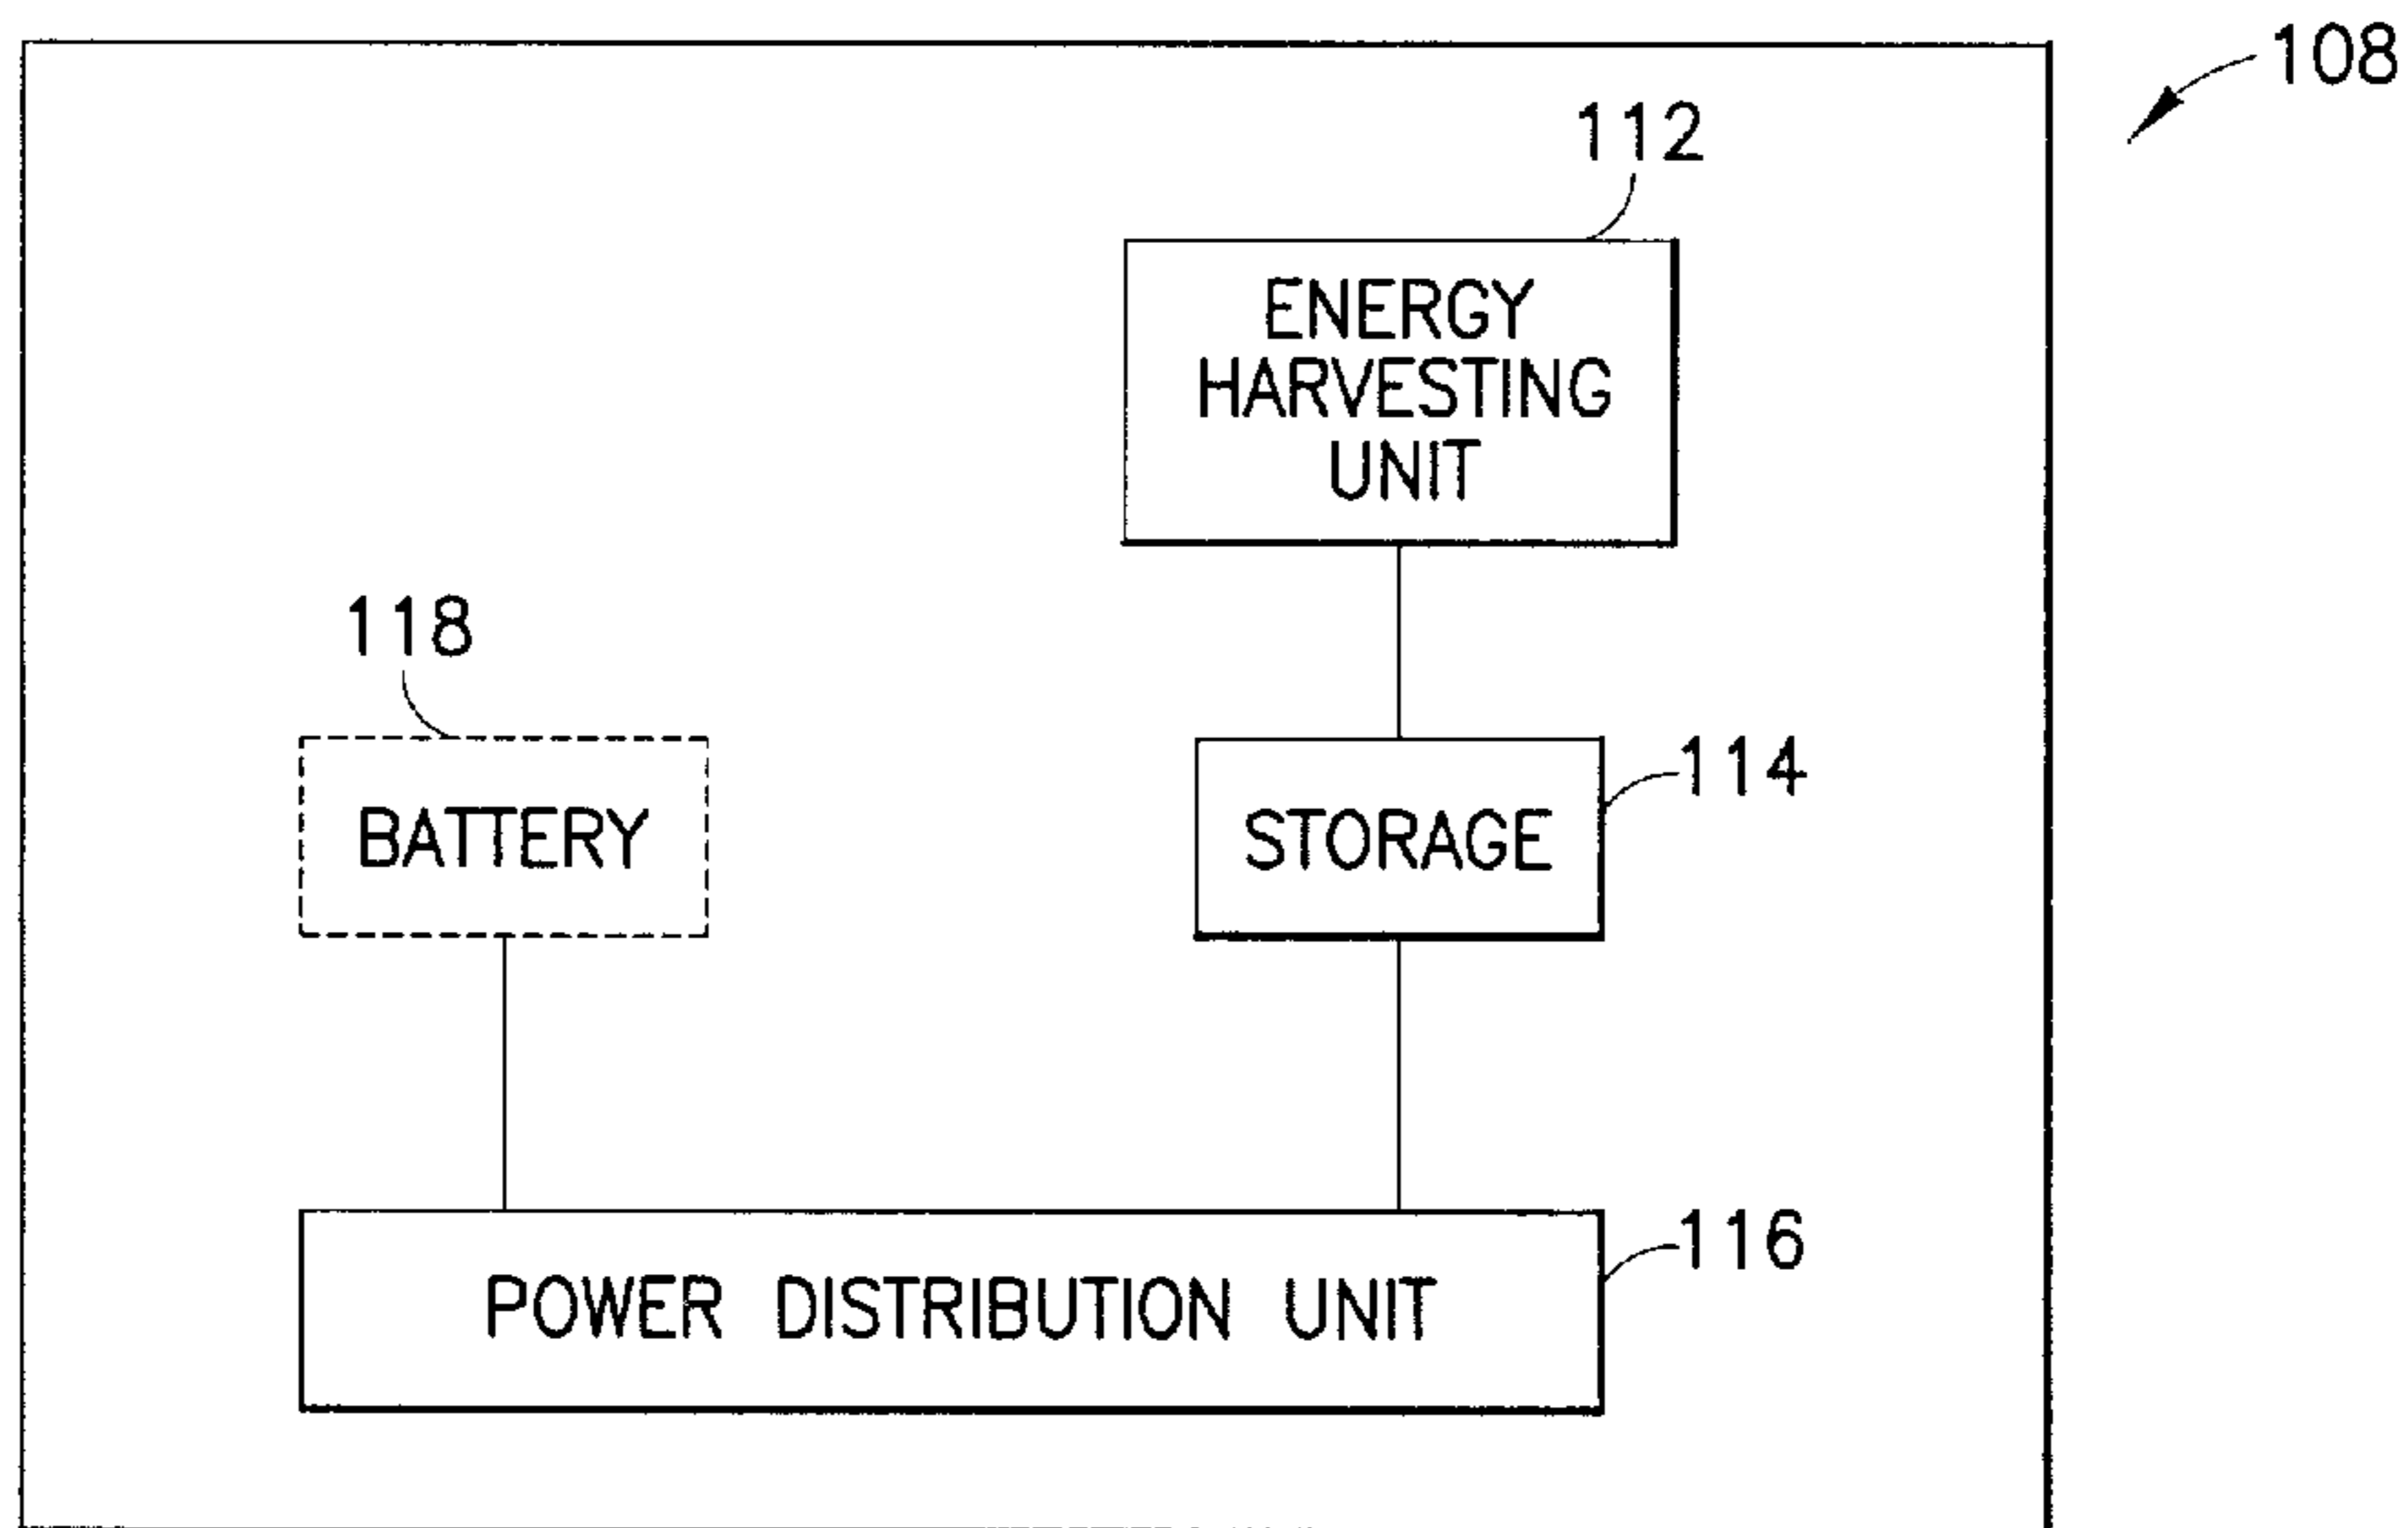 108
112
ENERGY
HARVESTING
UNIT
118
BATTERY
STORAGE
114
POWER DISTRIBUTION UNIT
116